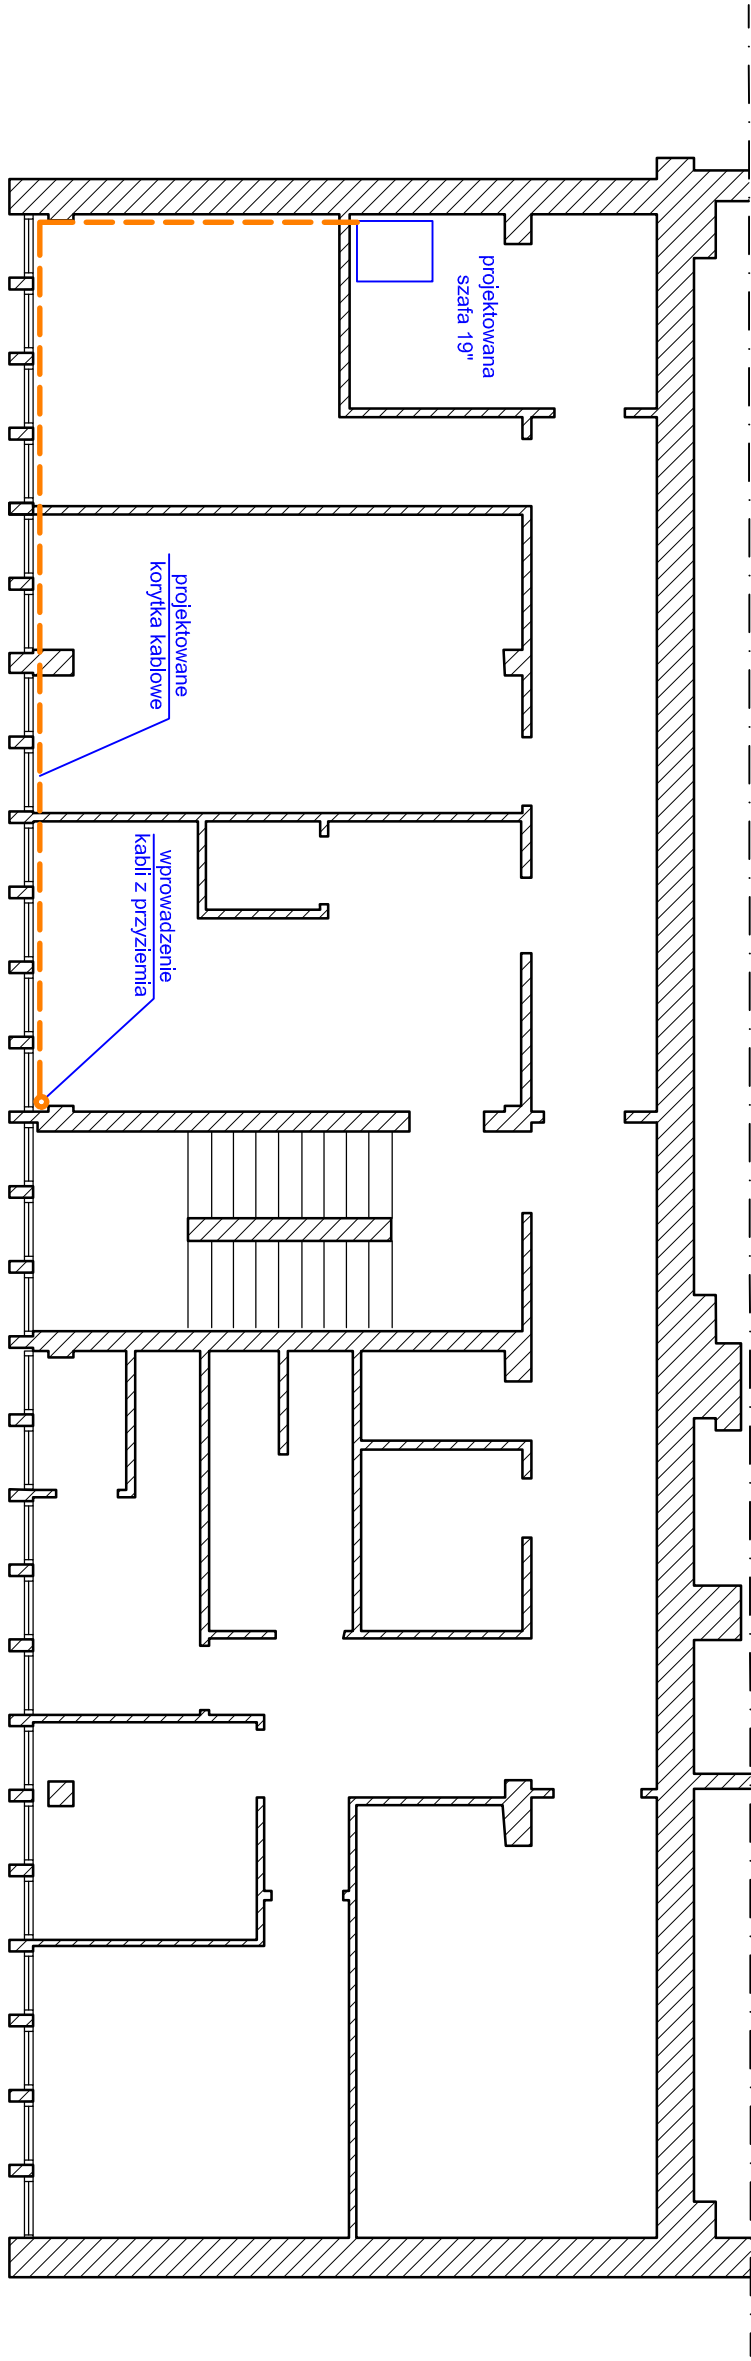 projektowana
szafa 19"
projektowane
korytka kablowe
wprowadzenie
kabli z przyziemia